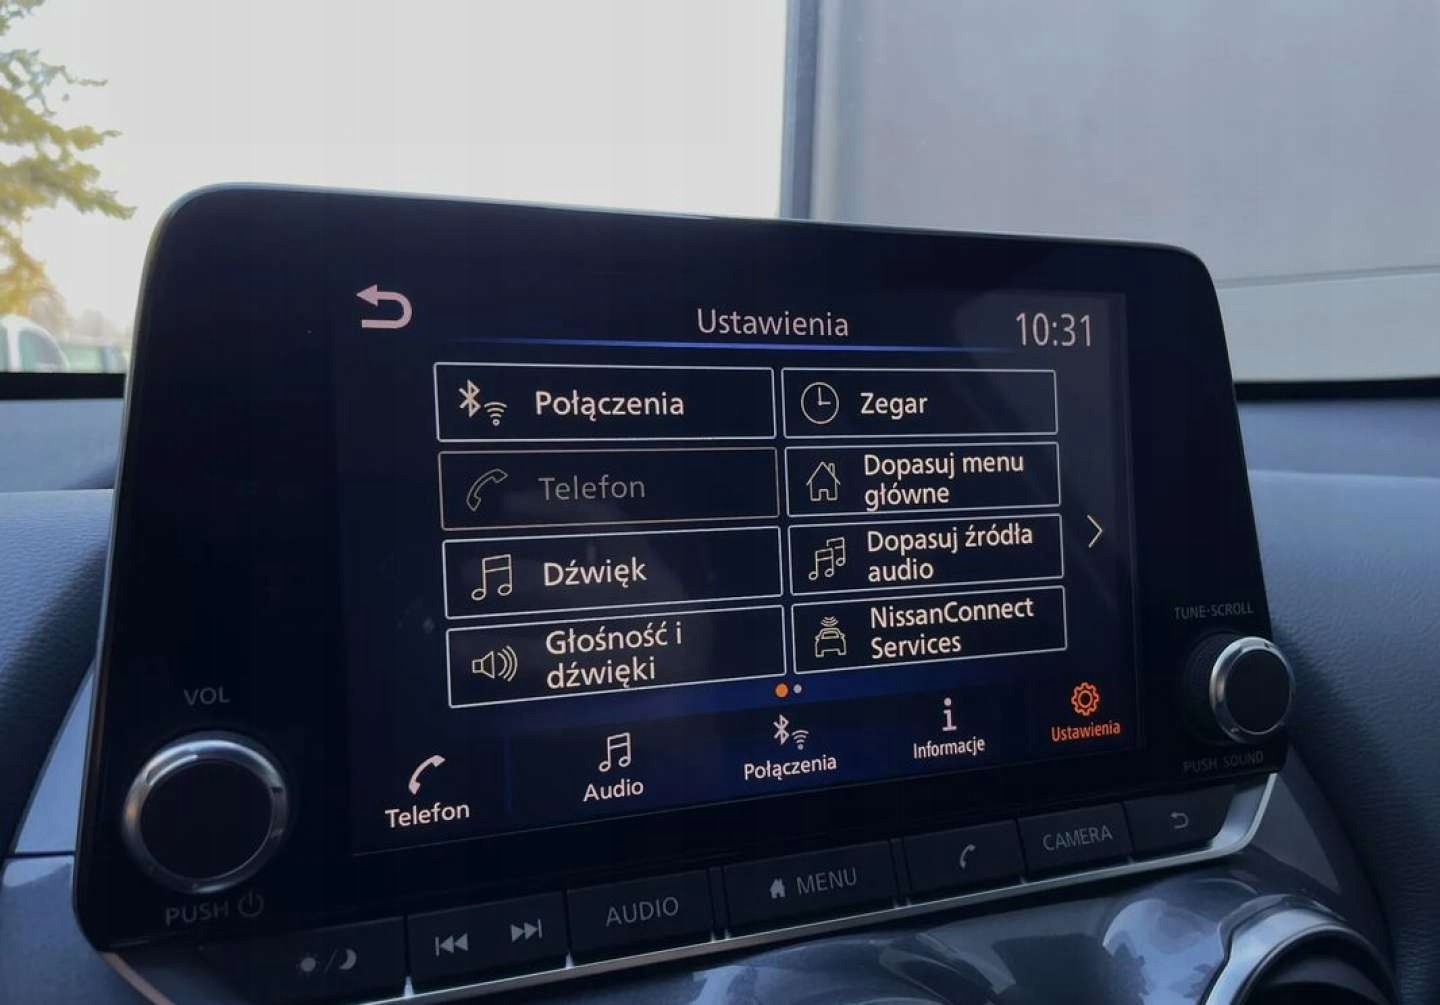 Ustawienia
10:31
Połączenia
Zegar
Telefon
Dopasuj menu
główne
Dźwięk
Dopasuj źródła
audio
Głośność i
dźwięki
NissanConnect
Services
Telefon
Audio
Połączenia
Informacje
Ustawienia
VOL
PUSH
TUNE·SCROLL
PUSH SOUND
AUDIO
MENU
CAMERA